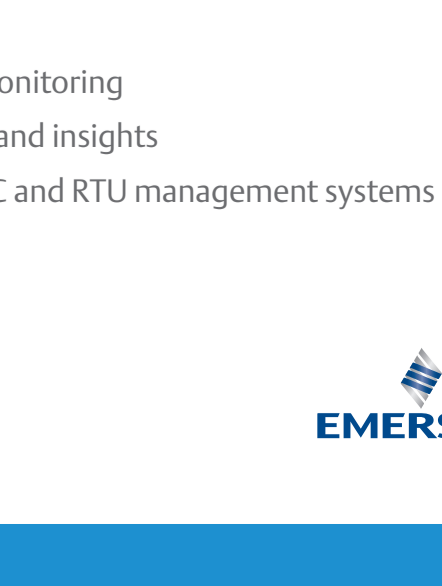 onitoring
and insights
C and RTU management systems
EMERS